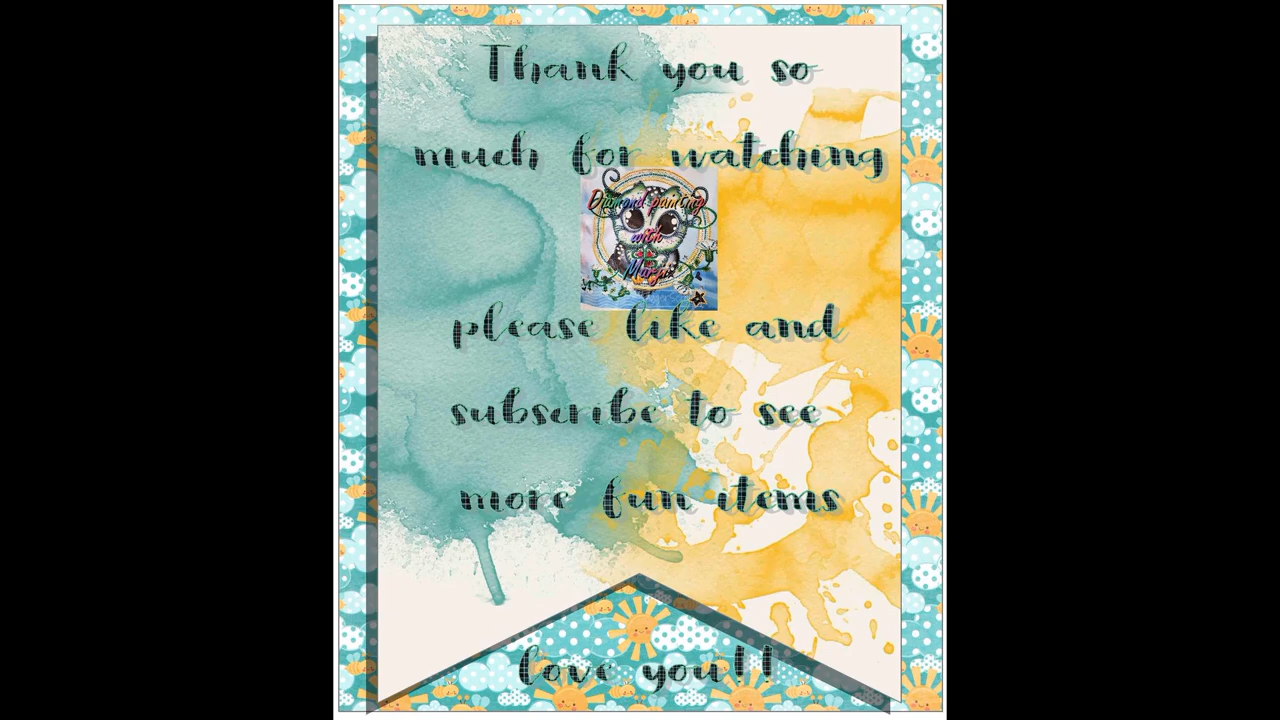 Thank you so
much for watching
Diamond painting
with
Margie
please like and
subscribe to see
more fun items
love you!!